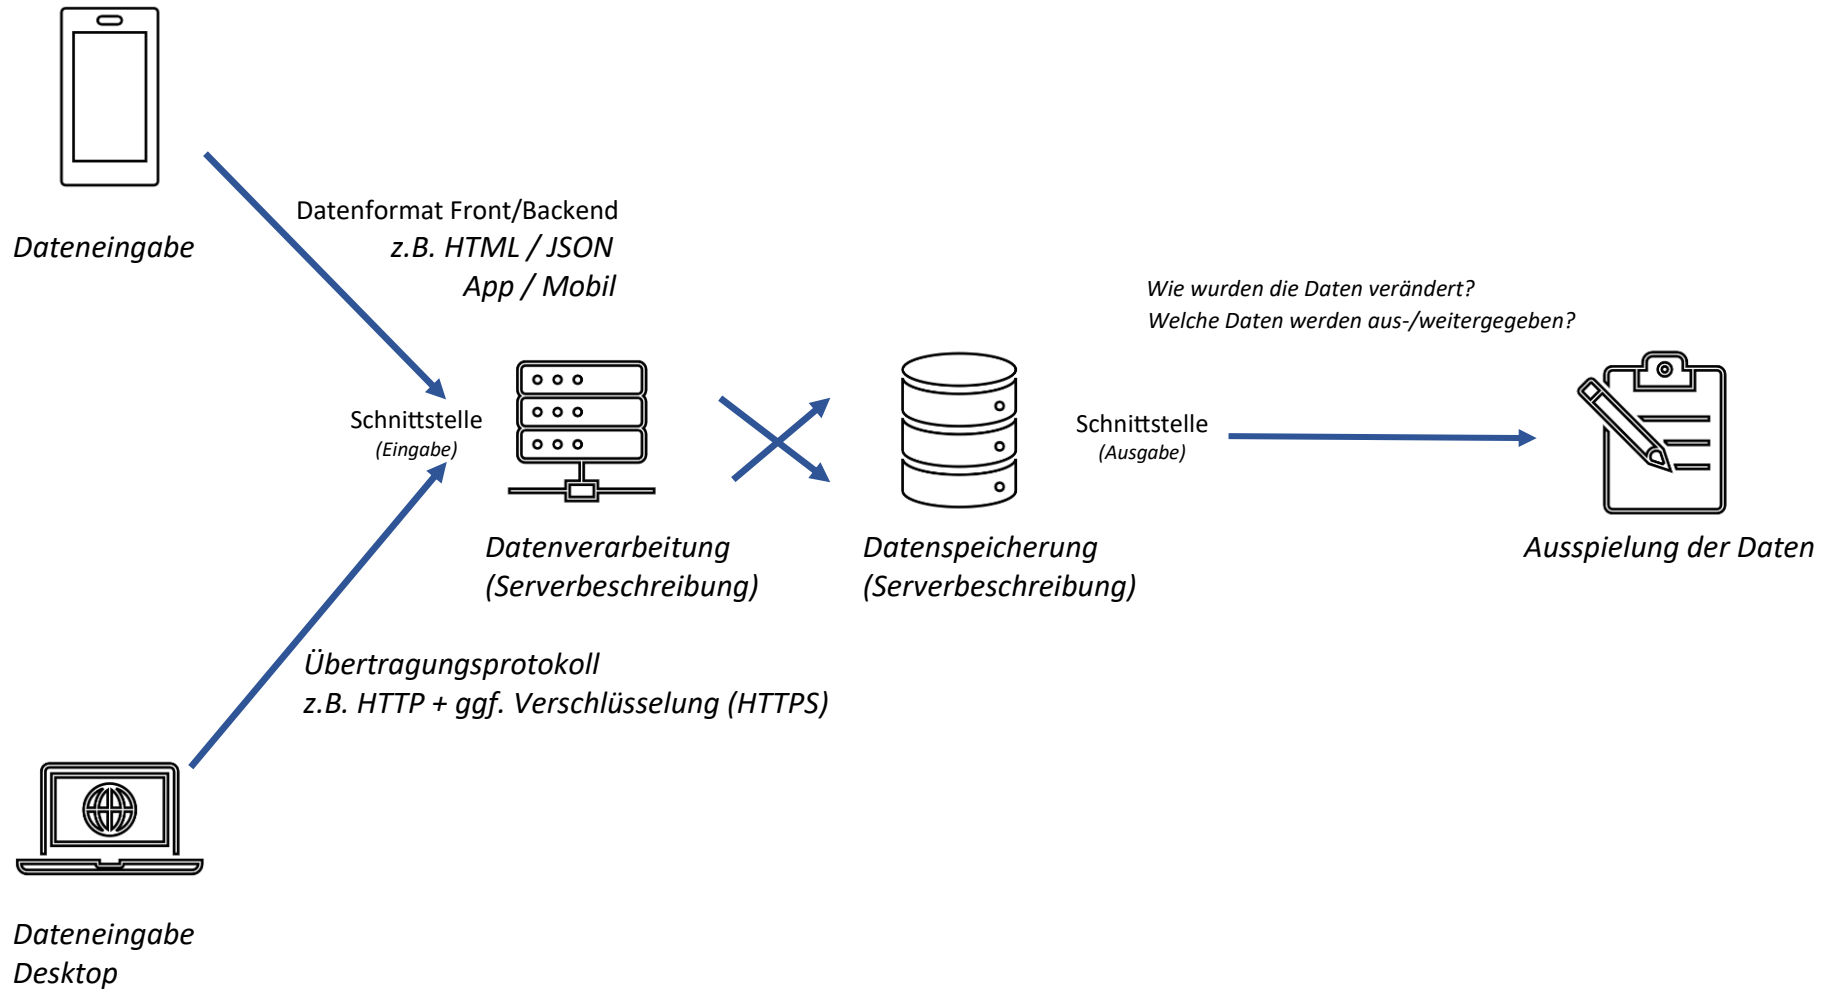 Dateneingabe
Datenformat Front/Backend
z.B. HTML / JSON
App / Mobil
Wie wurden die Daten verändert?
Welche Daten werden aus-/weitergegeben?
Schnittstelle
(Eingabe)
Schnittstelle
(Ausgabe)
Datenverarbeitung
(Serverbeschreibung)
Datenspeicherung
(Serverbeschreibung)
Ausspielung der Daten
Übertragungsprotokoll
z.B. HTTP + ggf. Verschlüsselung (HTTPS)
Dateneingabe
Desktop